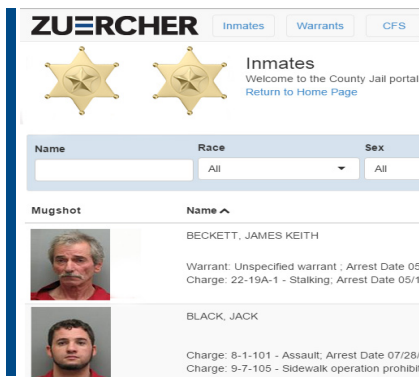 ZUERCHER Inmates Warrants CFS
Inmates
Welcome to the County Jail portal
Return to Home Page
Name Race Sex
All All
Mugshot Name
BECKETT, JAMES KEITH
Warrant: Unspecified warrant ; Arrest Date 05
Charge: 22-19A-1 - Stalking; Arrest Date 05/1
BLACK, JACK
Charge: 8-1-101 - Assault; Arrest Date 07/28/
Charge: 9-7-105 - Sidewalk operation prohibit